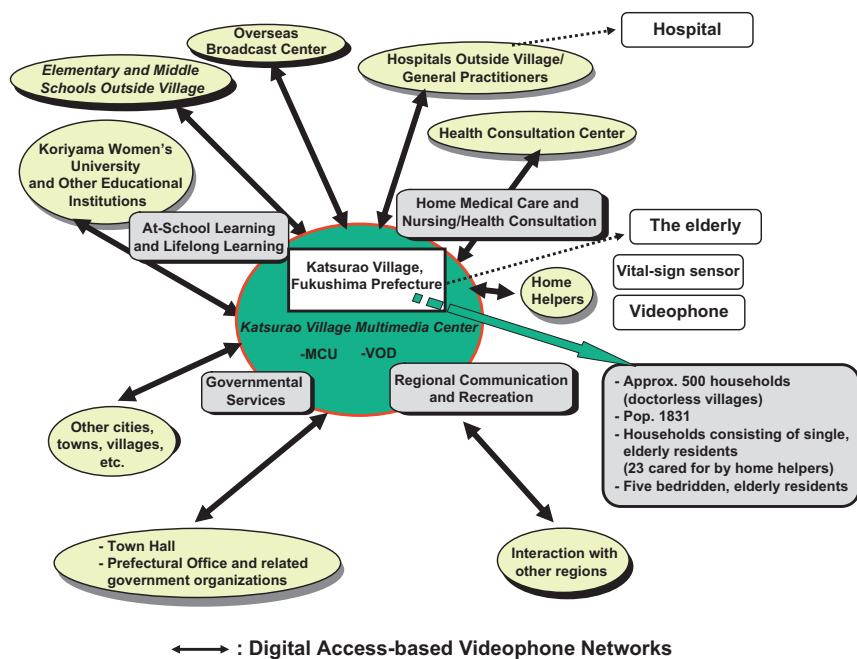 Overseas
Broadcast Center
Hospital
Elementary and Middle
Schools Outside Village
Hospitals Outside Village/
General Practitioners
Health Consultation Center
Koriyama Women's
University
and Other Educational
Institutions
At-School Learning
and Lifelong Learning
Home Medical Care and
Nursing/Health Consultation
The elderly
Katsurao Village,
Fukushima Prefecture
Home
Helpers
Vital-sign sensor
Videophone
Katsurao Village Multimedia Center
-MCU
-VOD
Governmental
Services
Regional Communication
and Recreation
- Approx. 500 households
(doctorless villages)
- Pop. 1831
- Households consisting of single,
elderly residents
(23 cared for by home helpers)
- Five bedridden, elderly residents
Other cities,
towns, villages,
etc.
- Town Hall
- Prefectural Office and related
government organizations
Interaction with
other regions
: Digital Access-based Videophone Networks